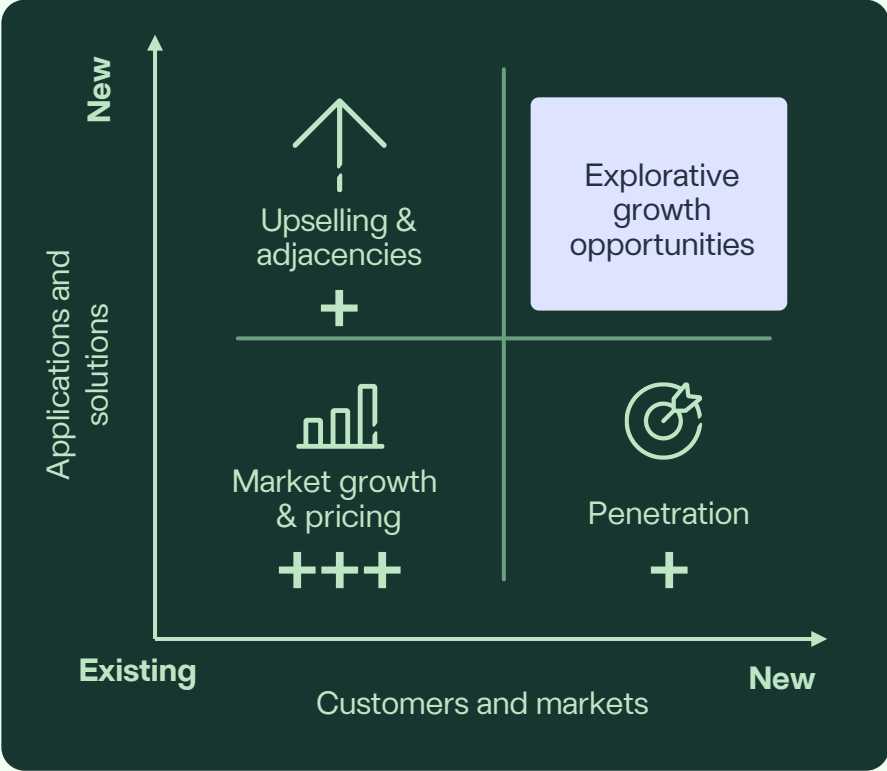 New
Applications and
solutions
Upselling &
adjacencies
+
Explorative
growth
opportunities
Market growth
& pricing
+++
Penetration
+
Existing
New
Customers and markets